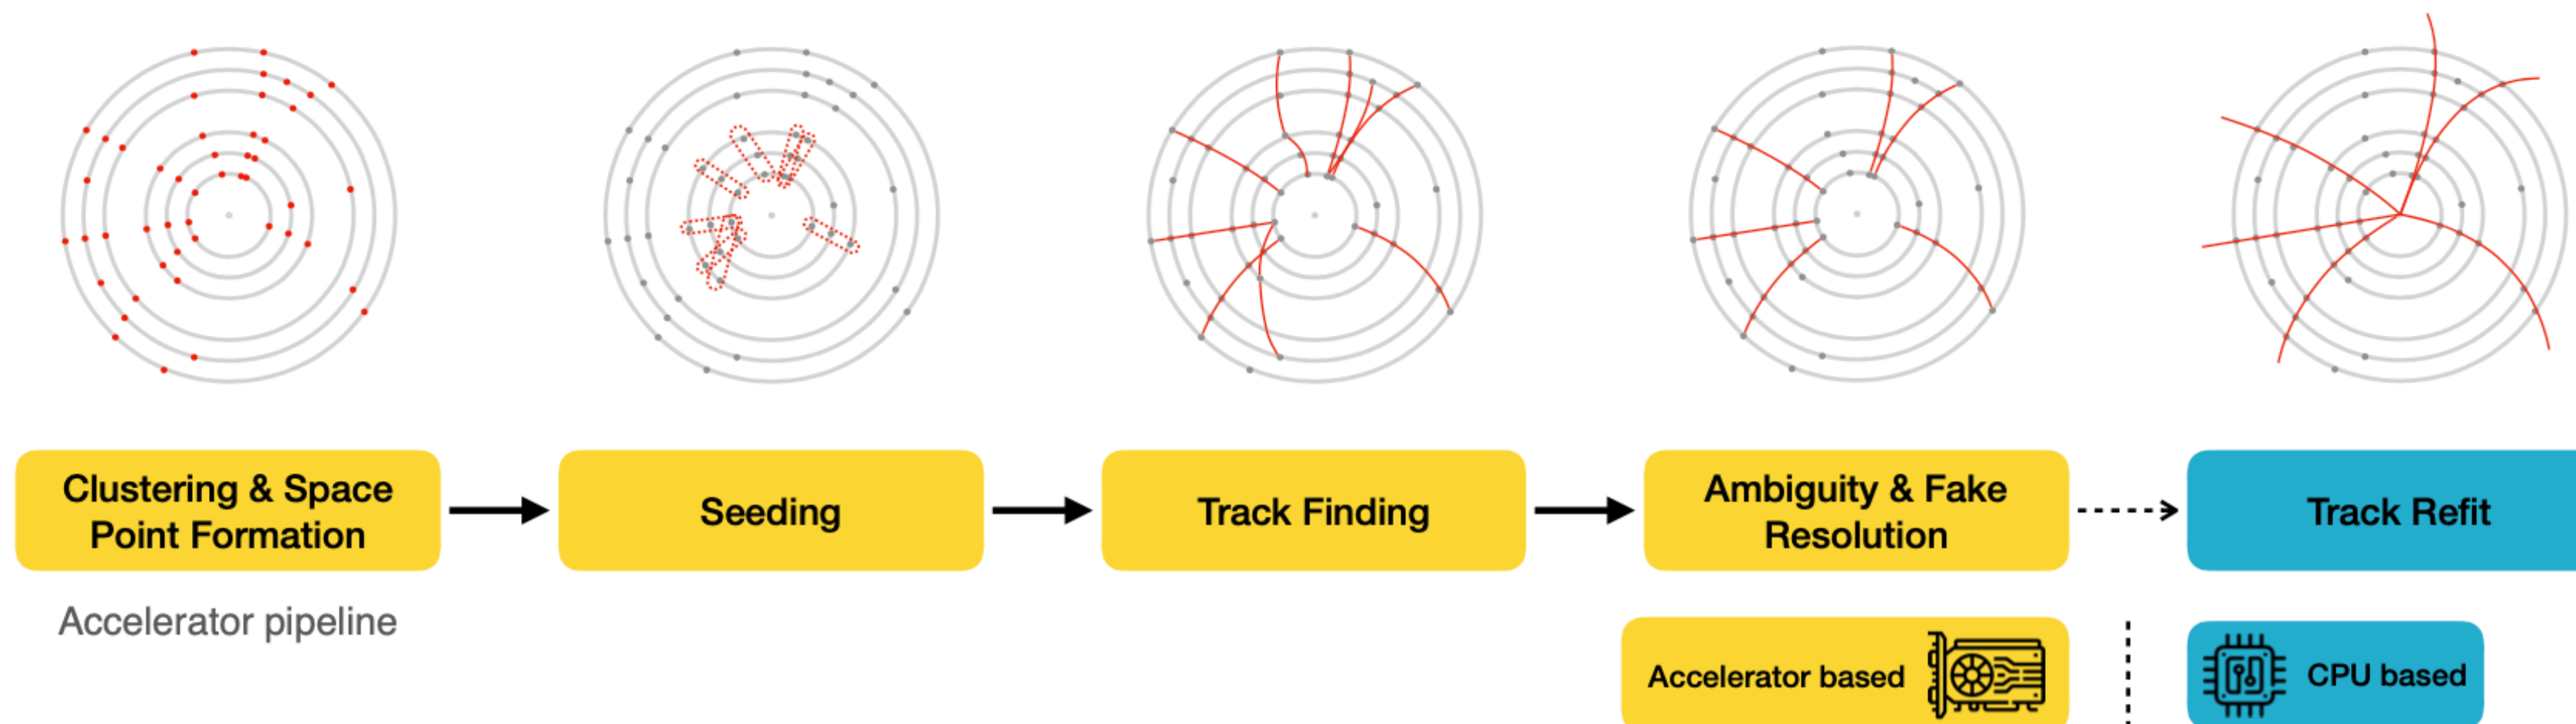 Clustering & Space
Point Formation
Seeding
Track Finding
Ambiguity & Fake
Resolution
Track Refit
Accelerator pipeline
Accelerator based
CPU based